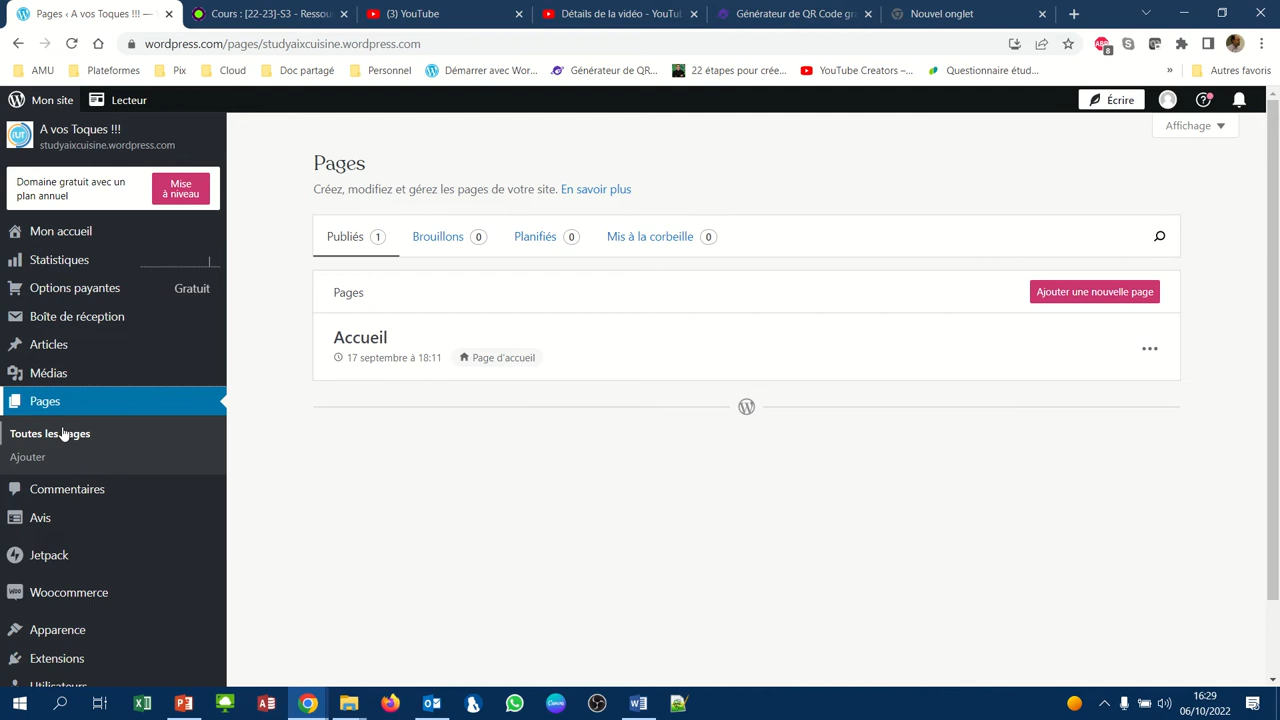 Pages < A vos Toques !!! —
Cours : [22-23]-S3 - Ressou
(3) YouTube
Détails de la vidéo - YouTu
Générateur de QR Code gra
Nouvel onglet
wordpress.com/pages/studyaixcuisine.wordpress.com
8
AMU
Plateformes
Pix
Cloud
Doc partagé
Personnel
Démarrer avec Wor...
Générateur de QR...
22 étapes pour crée...
YouTube Creators –...
Questionnaire étud...
»
Autres favoris
Mon site
Lecteur
Écrire
IUT
A vos Toques !!!
studyaixcuisine.wordpress.com
Affichage
Domaine gratuit avec un
plan annuel
Mise
à niveau
Mon accueil
Statistiques
Options payantes
Gratuit
Boîte de réception
Articles
Médias
Pages
Toutes les pages
Ajouter
Commentaires
Avis
Jetpack
Woocommerce
Apparence
Extensions
Utilisateurs
Pages
Créez, modifiez et gérez les pages de votre site. En savoir plus
Publiés 1
Brouillons 0
Planifiés 0
Mis à la corbeille 0
Pages
Ajouter une nouvelle page
Accueil
17 septembre à 18:11
Page d'accueil
16:29
06/10/2022